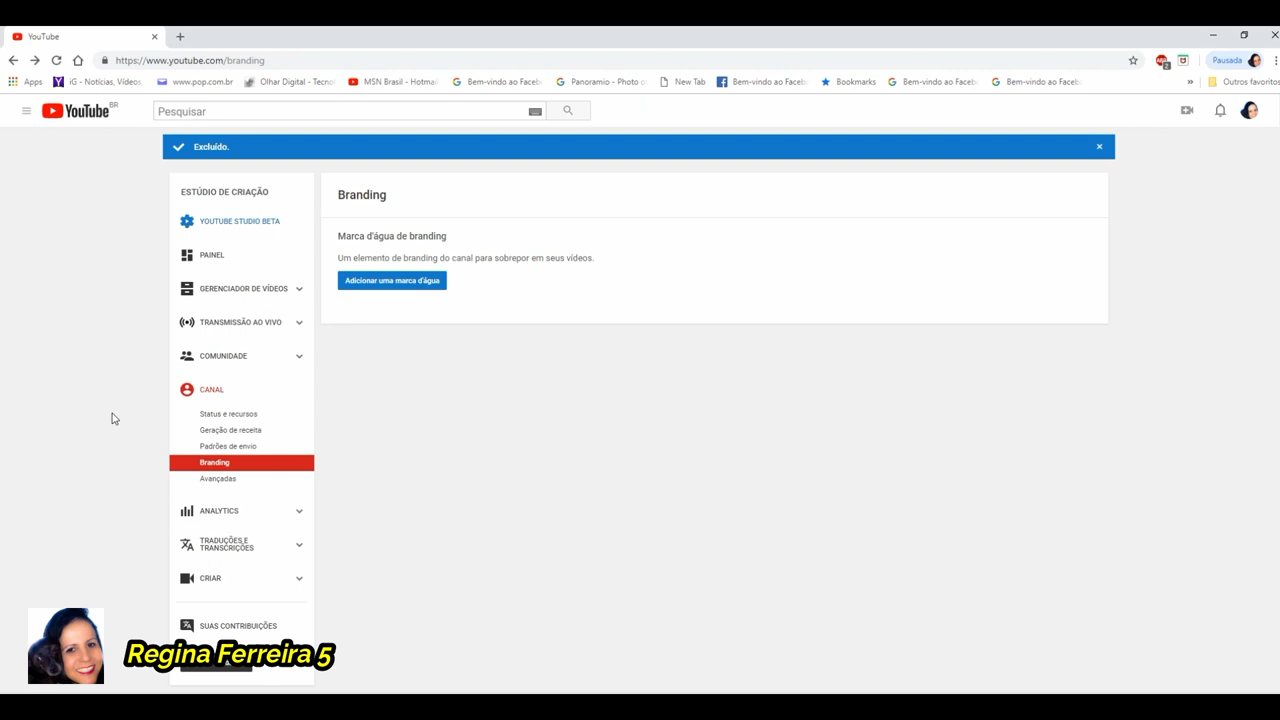 YouTube
https://www.youtube.com/branding
Pausada
Apps
iG - Notícias, Vídeos,
www.pop.com.br
Olhar Digital - Tecno
MSN Brasil - Hotmai
Bem-vindo ao Faceb
Panoramio - Photo o
New Tab
Bem-vindo ao Faceb
Bookmarks
Bem-vindo ao Faceb
Bem-vindo ao Faceb
»
Outros favoritos
YouTube BR
Pesquisar
Excluído.
ESTÚDIO DE CRIAÇÃO
YOUTUBE STUDIO BETA
PAINEL
GERENCIADOR DE VÍDEOS
TRANSMISSÃO AO VIVO
COMUNIDADE
CANAL
Status e recursos
Geração de receita
Padrões de envio
Branding
Avançadas
ANALYTICS
TRADUÇÕES E
TRANSCRIÇÕES
CRIAR
SUAS CONTRIBUIÇÕES
Branding
Marca d'água de branding
Um elemento de branding do canal para sobrepor em seus vídeos.
Adicionar uma marca d'água
Regina Ferreira 5